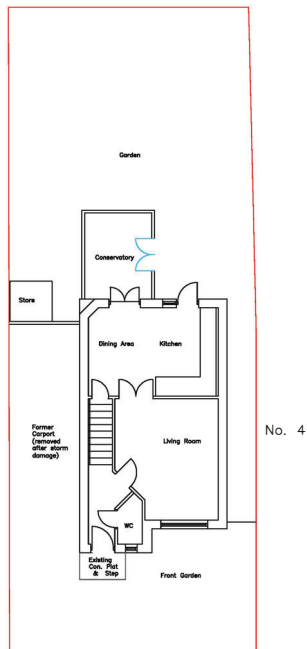 Garden
Conservatory
Store
Dining Area
Kitchen
Former
Carport
(removed
after storm
damage)
Living Room
No. 4
WC
Existing
Con. Plat
& Step
Front Garden